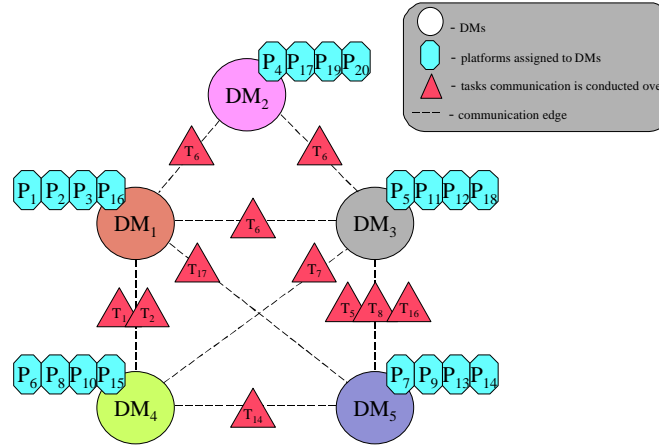 - DMs
- platforms assigned to DMs
- tasks communication is conducted over
- communication edge
P4 P17 P19 P20
DM2
T6 T6
P1 P2 P3 P16
P5 P11 P12 P18
DM1 T6 DM3
T17 T7
T1 T2 T5 T8 T16
P6 P8 P10 P15
P7 P9 P13 P14
DM4 T14 DM5